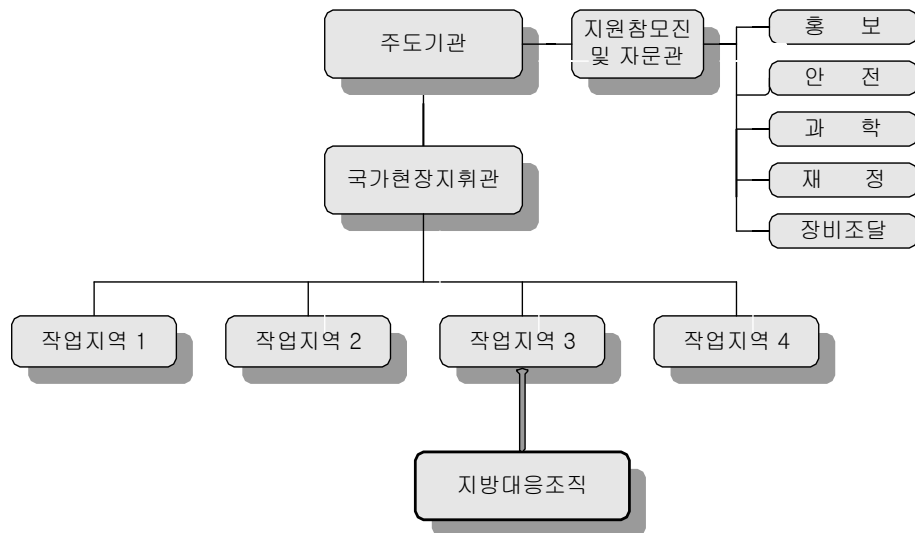 주도기관
지원참모진
및 자문관
홍 보
안 전
과 학
재 정
장비조달
국가현장지휘관
작업지역 1
작업지역 2
작업지역 3
작업지역 4
지방대응조직